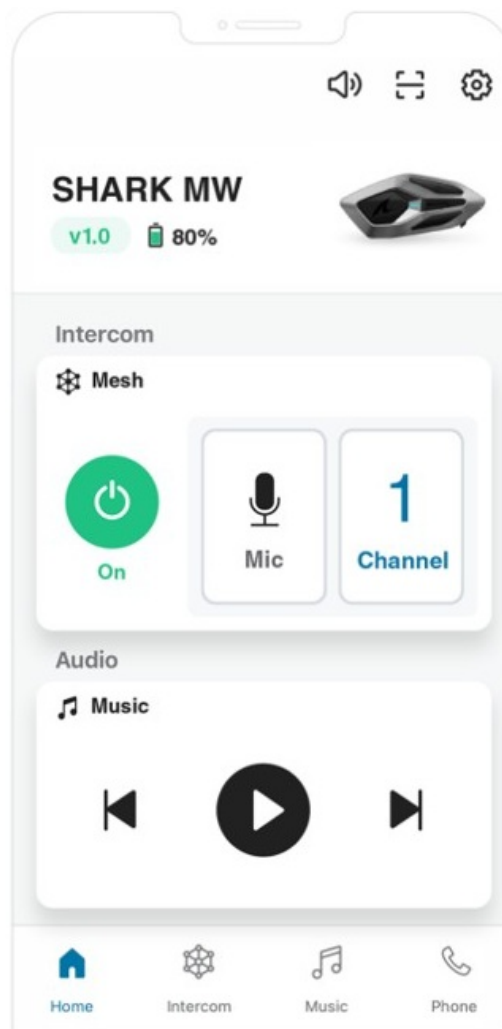 SHARK MW
v1.0 80%
Intercom
Mesh
On
Mic
1
Channel
Audio
Music
Home Intercom Music Phone